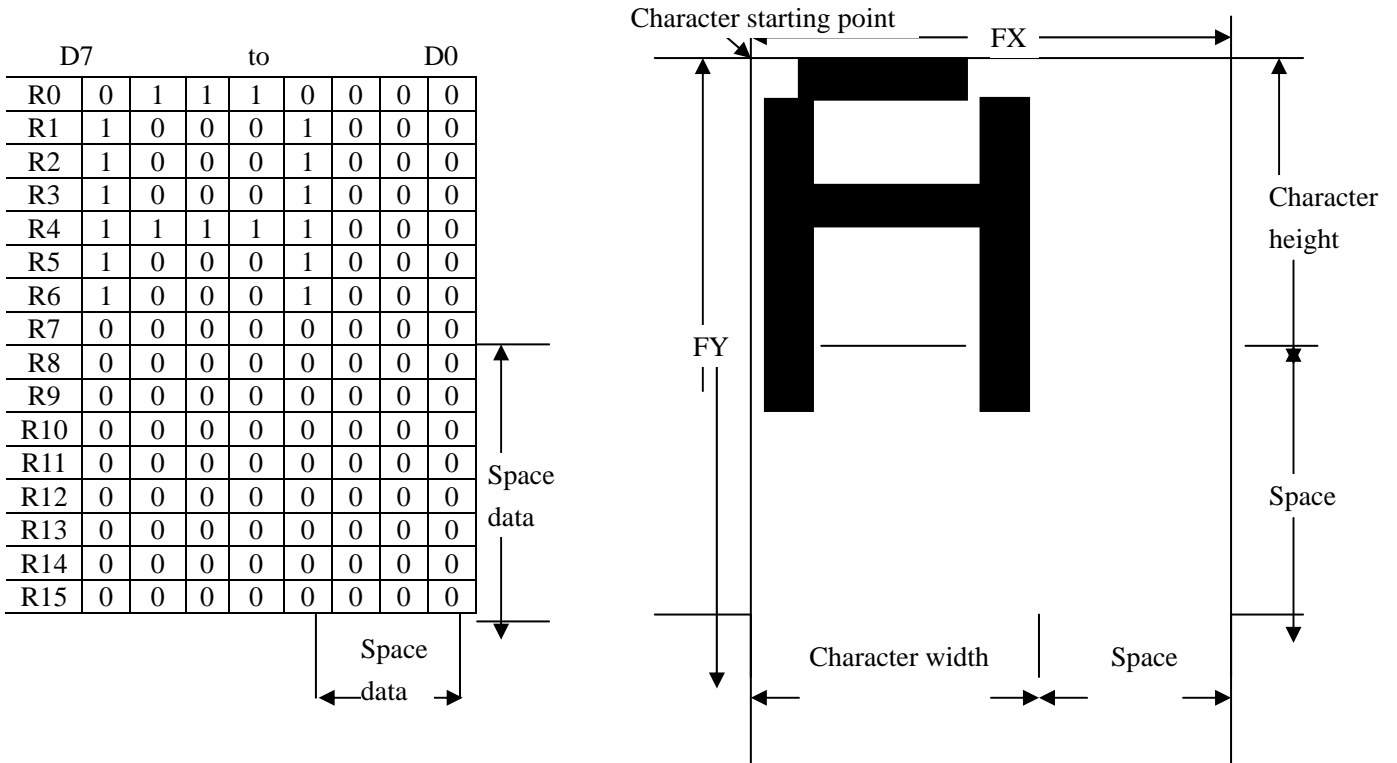 D7 to D0
R0 0 1 1 1 0 0 0 0
R1 1 0 0 0 1 0 0 0
R2 1 0 0 0 1 0 0 0
R3 1 0 0 0 1 0 0 0
R4 1 1 1 1 1 0 0 0
R5 1 0 0 0 1 0 0 0
R6 1 0 0 0 1 0 0 0
R7 0 0 0 0 0 0 0 0
R8 0 0 0 0 0 0 0 0
R9 0 0 0 0 0 0 0 0
R10 0 0 0 0 0 0 0 0
R11 0 0 0 0 0 0 0 0
R12 0 0 0 0 0 0 0 0
R13 0 0 0 0 0 0 0 0
R14 0 0 0 0 0 0 0 0
R15 0 0 0 0 0 0 0 0
Space
data
Space
data
Character starting point
FX
FY
Character
height
Space
Character width
Space